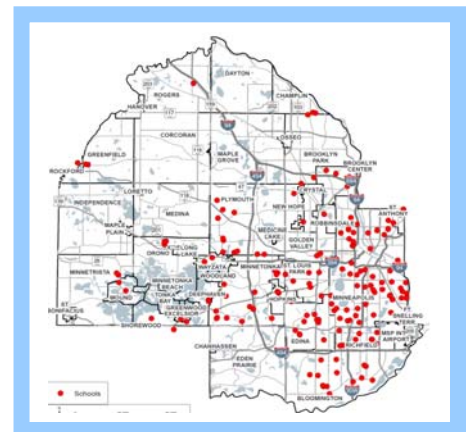 DAYTON
ROGERS
CHAMPLIN
HANOVER
CORCORAN
OSSEO
MAPLE
GROVE
BROOKLYN
PARK
BROOKLYN
CENTER
GREENFIELD
ROCKFORD
LORETTO
PLYMOUTH
CRYSTAL
NEW HOPE
ROBBINSDALE
ST.
ANTHONY
INDEPENDENCE
MEDINA
MAPLE
PLAIN
MEDICINE
LAKE
GOLDEN
VALLEY
LONG
LAKE
ORONO
WAYZATA
WOODLAND
MINNETONKA
ST. LOUIS
PARK
MINNETRISTA
MINNETONKA
BEACH
DEEPHAVEN
HOPKINS
MINNEAPOLIS
MOUND
TONKA
BAY
GREENWOOD
EXCELSIOR
ST.
BONIFACIUS
SHOREWOOD
SNELLING
MSP INT
AIRPORT
EDINA
RICHFIELD
CHANHASSEN
EDEN
PRAIRIE
BLOOMINGTON
Schools